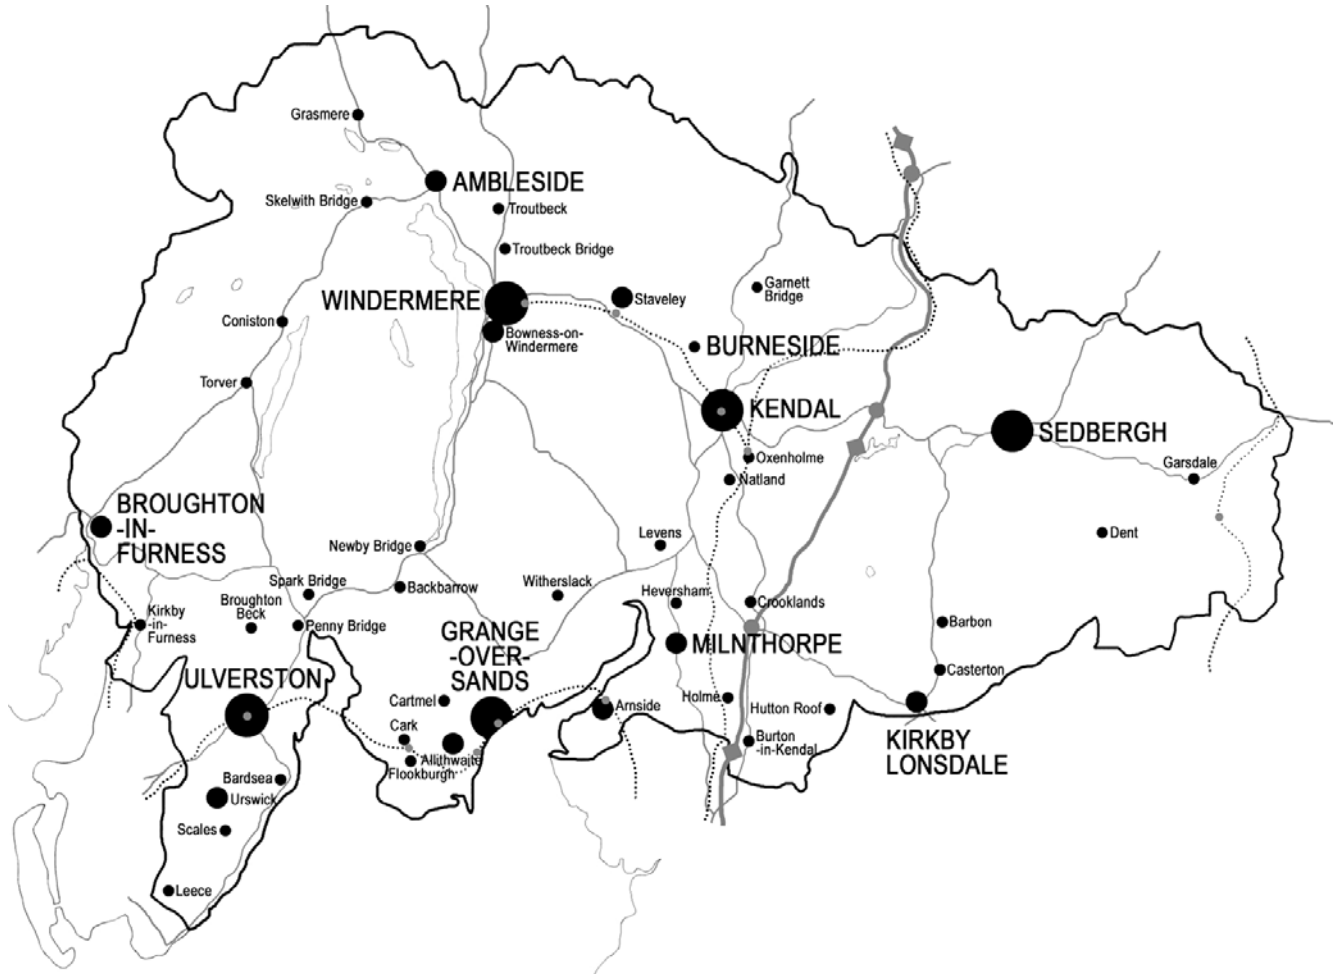 Grasmere
AMBLESIDE
Skelwith Bridge
Troutbeck
Troutbeck Bridge
WINDERMERE
Staveley
Garnett
Bridge
Coniston
Bowness-on-
Windermere
BURNESIDE
Torver
KENDAL
SEDBERGH
Oxenholme
Garsdale
Natland
BROUGHTON
-IN-
FURNESS
Levens
Dent
Newby Bridge
Spark Bridge
Backbarrow
Witherslack
Heversham
Crooklands
Broughton
Beck
Kirkby
-in-
Furness
Penny Bridge
Barbon
GRANGE
-OVER-
SANDS
MILNTHORPE
Casterton
ULVERSTON
Cartmel
Arnside
Holme
Hutton Roof
Cark
Allithwaite
Flookburgh
Burton
-in-Kendal
KIRKBY
LONSDALE
Bardsea
Urswick
Scales
Leece